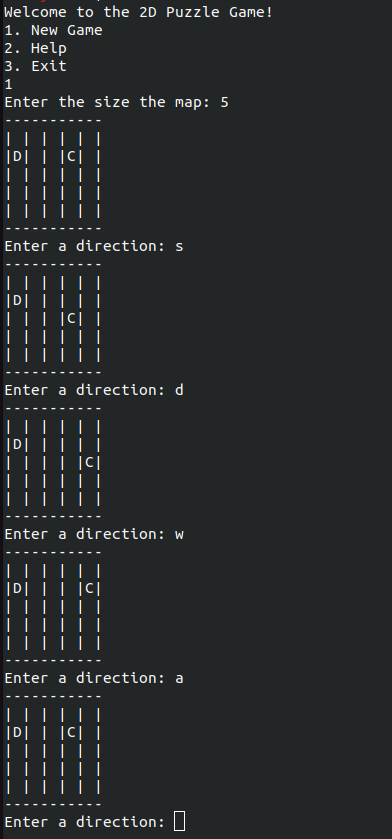 Welcome to the 2D Puzzle Game!
1. New Game
2. Help
3. Exit
1
Enter the size the map: 5
-----------
| | | | | |
|D| | |C| |
| | | | | |
| | | | | |
| | | | | |
-----------
Enter a direction: s
-----------
| | | | | |
|D| | | | |
| | | |C| |
| | | | | |
| | | | | |
-----------
Enter a direction: d
-----------
| | | | | |
|D| | | | |
| | | | |C|
| | | | | |
| | | | | |
-----------
Enter a direction: w
-----------
| | | | | |
|D| | | |C|
| | | | | |
| | | | | |
| | | | | |
-----------
Enter a direction: a
-----------
| | | | | |
|D| | |C| |
| | | | | |
| | | | | |
| | | | | |
-----------
Enter a direction: